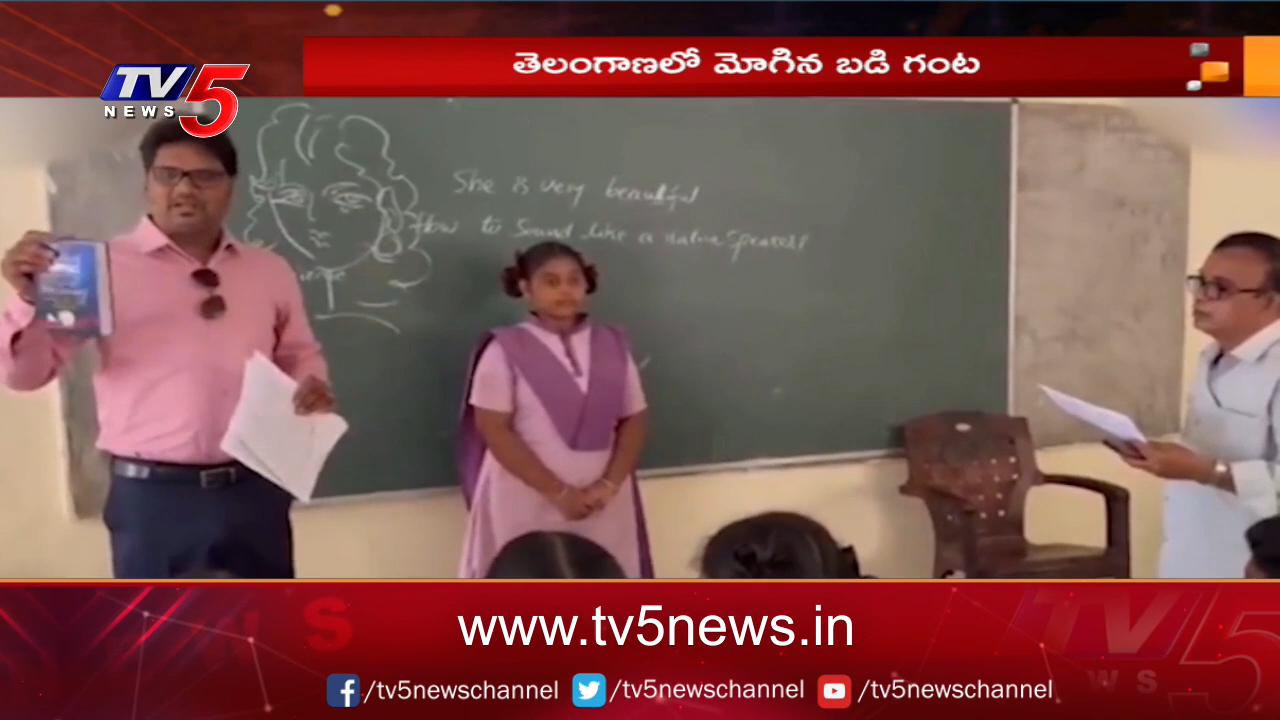 తెలంగాణలో మోగిన బడి గంట
TV5
NEWS
She is very beautiful
How to sound like a native speaker
www.tv5news.in
/tv5newschannel /tv5newschannel /tv5newschannel